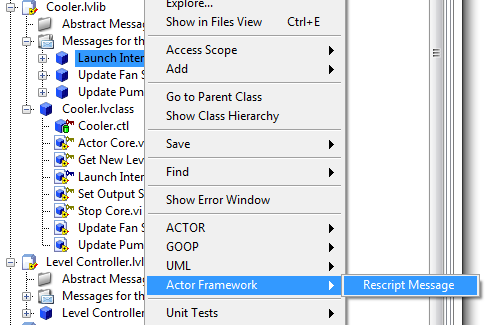 Cooler.lvlib
Abstract Messag
Messages for th
Launch Inter
Update Fan S
Update Pum
Cooler.lvclass
Cooler.ctl
Actor Core.v
Get New Leve
Launch Inter
Set Output S
Stop Core.vi
Update Fan S
Update Pum
Level Controller.lvl
Abstract Messa
Messages for th
Level Controlle
Explore...
Show in Files View Ctrl+E
Access Scope
Add
Go to Parent Class
Show Class Hierarchy
Save
Find
Show Error Window
ACTOR
GOOP
UML
Actor Framework
Unit Tests
Rescript Message